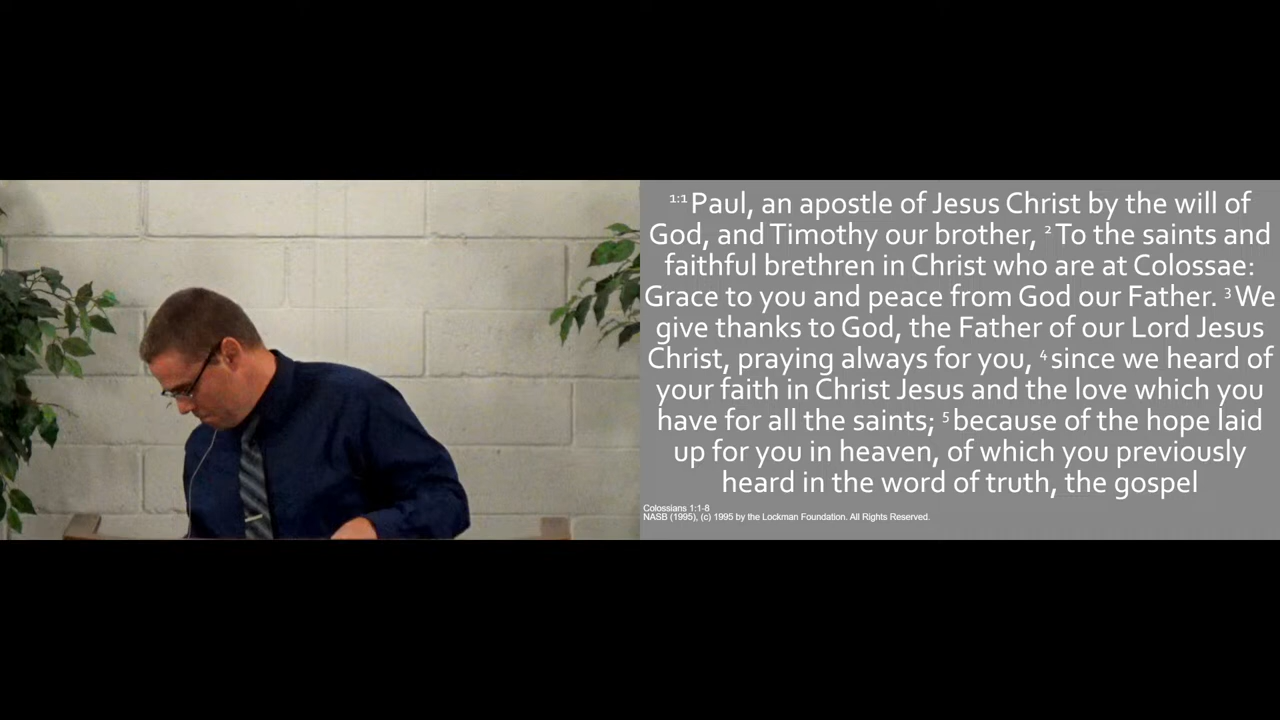 1:1 Paul, an apostle of Jesus Christ by the will of
God, and Timothy our brother, 2 To the saints and
faithful brethren in Christ who are at Colossae:
Grace to you and peace from God our Father. 3 We
give thanks to God, the Father of our Lord Jesus
Christ, praying always for you, 4 since we heard of
your faith in Christ Jesus and the love which you
have for all the saints; 5 because of the hope laid
up for you in heaven, of which you previously
heard in the word of truth, the gospel
Colossians 1:1-8
NASB (1995), (c) 1995 by the Lockman Foundation. All Rights Reserved.